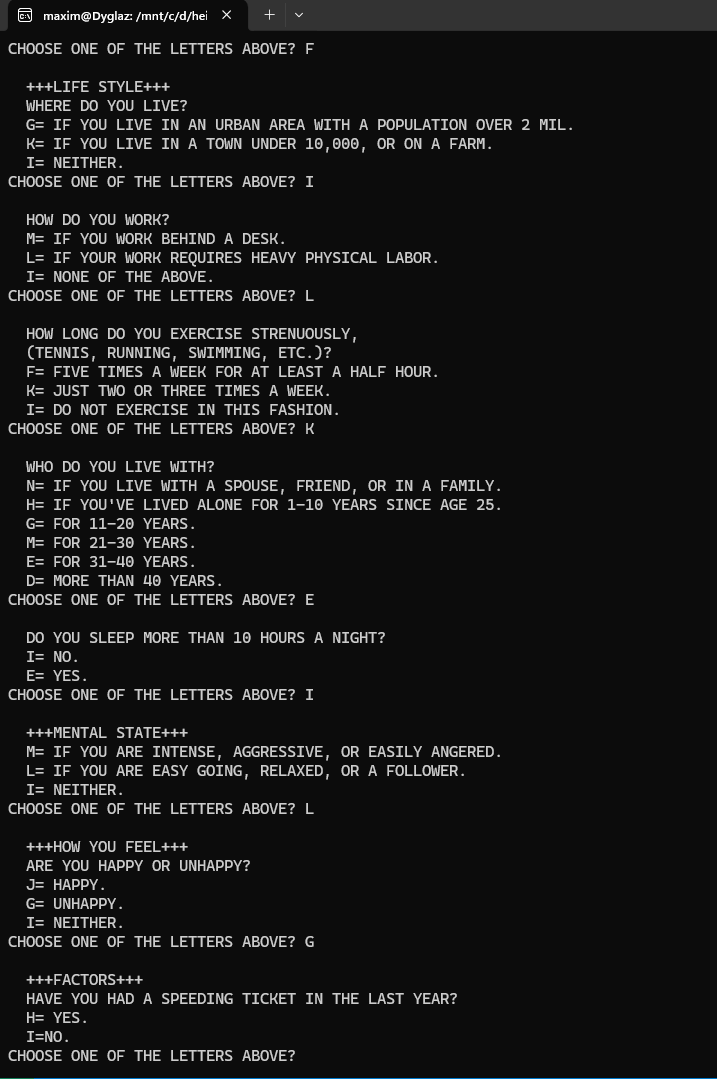 maxim@Dyglaz: /mnt/c/d/hei
CHOOSE ONE OF THE LETTERS ABOVE? F
+++LIFE STYLE+++
WHERE DO YOU LIVE?
G= IF YOU LIVE IN AN URBAN AREA WITH A POPULATION OVER 2 MIL.
K= IF YOU LIVE IN A TOWN UNDER 10,000, OR ON A FARM.
I= NEITHER.
CHOOSE ONE OF THE LETTERS ABOVE? I
HOW DO YOU WORK?
M= IF YOU WORK BEHIND A DESK.
L= IF YOUR WORK REQUIRES HEAVY PHYSICAL LABOR.
I= NONE OF THE ABOVE.
CHOOSE ONE OF THE LETTERS ABOVE? L
HOW LONG DO YOU EXERCISE STRENUOUSLY,
(TENNIS, RUNNING, SWIMMING, ETC.)?
F= FIVE TIMES A WEEK FOR AT LEAST A HALF HOUR.
K= JUST TWO OR THREE TIMES A WEEK.
I= DO NOT EXERCISE IN THIS FASHION.
CHOOSE ONE OF THE LETTERS ABOVE? K
WHO DO YOU LIVE WITH?
N= IF YOU LIVE WITH A SPOUSE, FRIEND, OR IN A FAMILY.
H= IF YOU'VE LIVED ALONE FOR 1-10 YEARS SINCE AGE 25.
G= FOR 11-20 YEARS.
M= FOR 21-30 YEARS.
E= FOR 31-40 YEARS.
D= MORE THAN 40 YEARS.
CHOOSE ONE OF THE LETTERS ABOVE? E
DO YOU SLEEP MORE THAN 10 HOURS A NIGHT?
I= NO.
E= YES.
CHOOSE ONE OF THE LETTERS ABOVE? I
+++MENTAL STATE+++
M= IF YOU ARE INTENSE, AGGRESSIVE, OR EASILY ANGERED.
L= IF YOU ARE EASY GOING, RELAXED, OR A FOLLOWER.
I= NEITHER.
CHOOSE ONE OF THE LETTERS ABOVE? L
+++HOW YOU FEEL+++
ARE YOU HAPPY OR UNHAPPY?
J= HAPPY.
G= UNHAPPY.
I= NEITHER.
CHOOSE ONE OF THE LETTERS ABOVE? G
+++FACTORS+++
HAVE YOU HAD A SPEEDING TICKET IN THE LAST YEAR?
H= YES.
I=NO.
CHOOSE ONE OF THE LETTERS ABOVE?